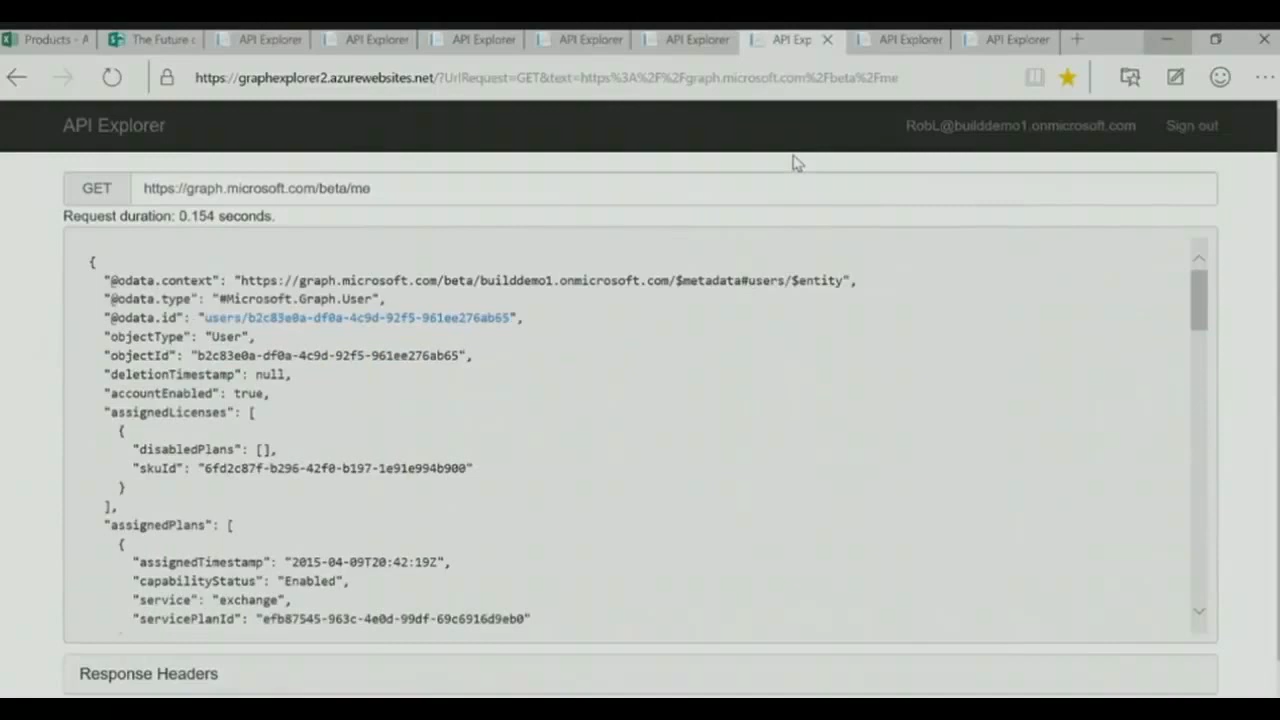 Products - A
The Future o
API Explorer
API Explorer
API Explorer
API Explorer
API Explorer
API Exp
API Explorer
API Explorer
https://graphexplorer2.azurewebsites.net/?UrlRequest=GET&text=https%3A%2F%2Fgraph.microsoft.com%2Fbeta%2Fme
API Explorer
RobL@builddemo1.onmicrosoft.com
Sign out
GET
https://graph.microsoft.com/beta/me
Request duration: 0.154 seconds.
{
"@odata.context": "https://graph.microsoft.com/beta/builddemo1.onmicrosoft.com/$metadata#users/$entity",
"@odata.type": "#Microsoft.Graph.User",
"@odata.id": "users/b2c83e0a-df0a-4c9d-92f5-961ee276ab65",
"objectType": "User",
"objectId": "b2c83e0a-df0a-4c9d-92f5-961ee276ab65",
"deletionTimestamp": null,
"accountEnabled": true,
"assignedLicenses": [
{
"disabledPlans": [],
"skuId": "6fd2c87f-b296-42f0-b197-1e91e994b900"
}
],
"assignedPlans": [
{
"assignedTimestamp": "2015-04-09T20:42:19Z",
"capabilityStatus": "Enabled",
"service": "exchange",
"servicePlanId": "efb87545-963c-4e0d-99df-69c6916d9eb0"
Response Headers